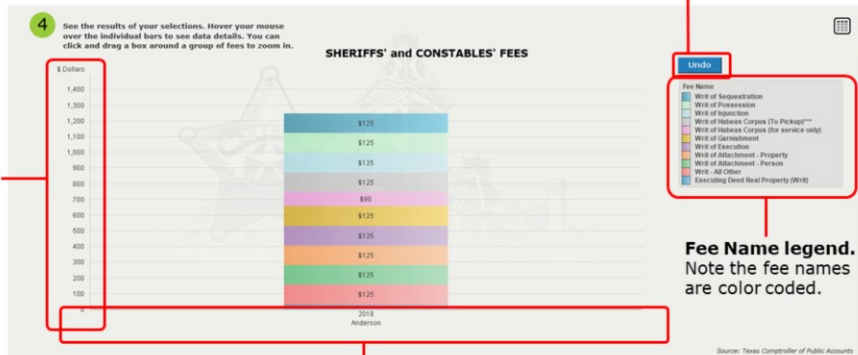 4
See the results of your selections. Hover your mouse
over the individual bars to see data details. You can
click and drag a box around a group of fees to zoom in.
SHERIFFS' and CONSTABLES' FEES
Undo
$ Dollars
1,400
1,300
1,200
1,100
1,000
900
800
700
600
500
400
300
200
100
0
$125
$125
$125
$125
$90
$125
$125
$125
$125
$125
2019
Anderson
Fee Name
Writ of Sequestration
Writ of Possession
Writ of Injunction
Writ of Habeas Corpus (To Pickup)***
Writ of Habeas Corpus (for service only)
Writ of Garnishment
Writ of Execution
Writ of Attachment - Property
Writ of Attachment - Person
Writ - All Other
Executing Deed Real Property (Writ)
Fee Name legend.
Note the fee names
are color coded.
Source: Texas Comptroller of Public Accounts